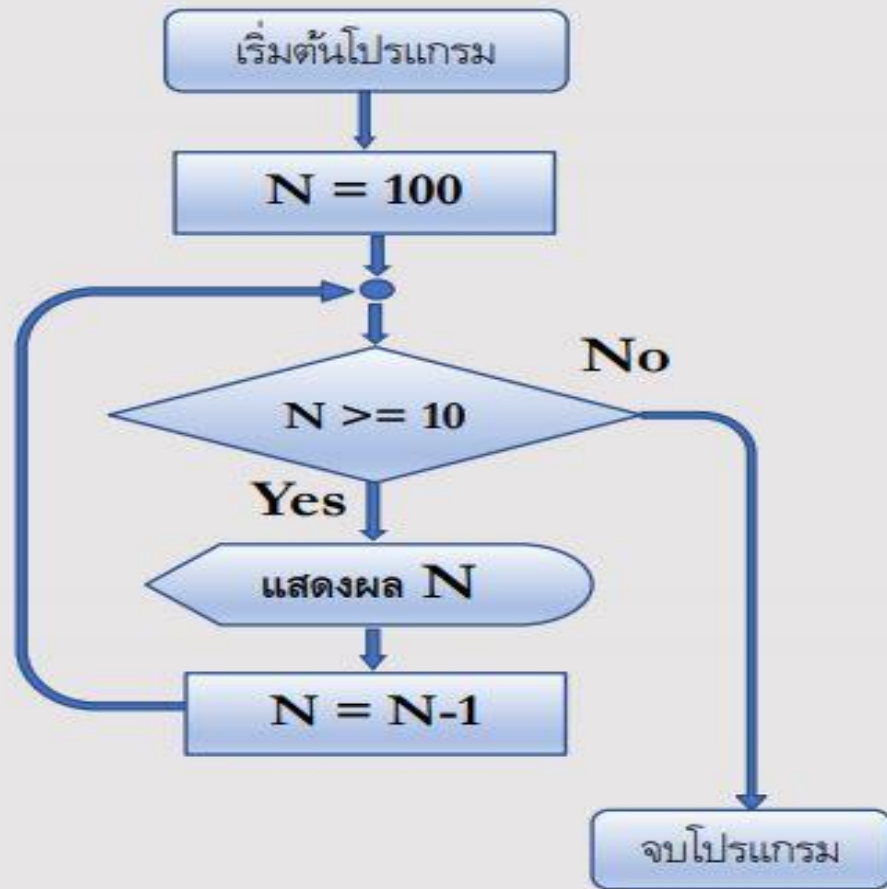 เริ่มต้นโปรแกรม
N = 100
N >= 10
No
Yes
แสดงผล N
N = N-1
จบโปรแกรม